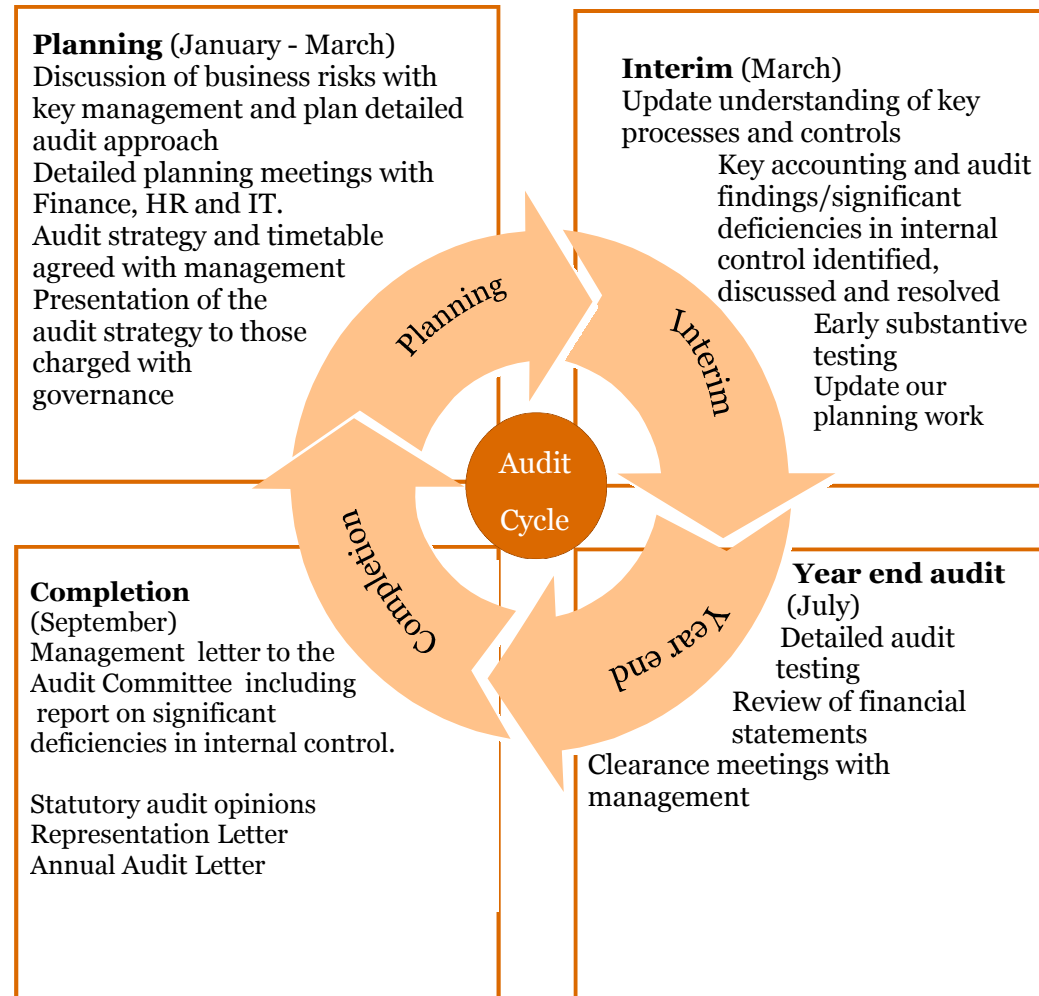 Planning (January - March)
Discussion of business risks with
key management and plan detailed
audit approach
Detailed planning meetings with
Finance, HR and IT.
Audit strategy and timetable
agreed with management
Presentation of the
audit strategy to those
charged with
governance
Interim (March)
Update understanding of key
processes and controls
Key accounting and audit
findings/significant
deficiencies in internal
control identified,
discussed and resolved
Early substantive
testing
Update our
planning work
Planning
Interim
Audit
Cycle
Completion
Year end
Completion
(September)
Management letter to the
Audit Committee including
report on significant
deficiencies in internal control.
Statutory audit opinions
Representation Letter
Annual Audit Letter
Year end audit
(July)
Detailed audit
testing
Review of financial
statements
Clearance meetings with
management